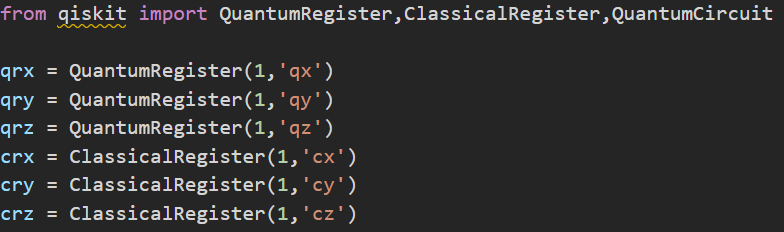 from qiskit import QuantumRegister,ClassicalRegister,QuantumCircuit
qrx = QuantumRegister(1,'qx')
qry = QuantumRegister(1,'qy')
qrz = QuantumRegister(1,'qz')
crx = ClassicalRegister(1,'cx')
cry = ClassicalRegister(1,'cy')
crz = ClassicalRegister(1,'cz')